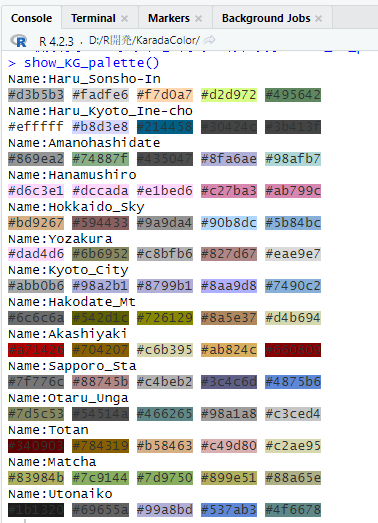 Console Terminal Markers Background Jobs
R 4.2.3 · D:/R開発/KaradaColor/
> show_KG_palette()
Name:Haru_Sonsho-In
#d3b5b3 #fadfe6 #f7d0a7 #d2d972 #495642
Name:Haru_Kyoto_Ine-cho
#efffff #b8d3e8 #214458 #30424c #3b413f
Name:Amanohashidate
#869ea2 #74887f #435047 #8fa6ae #98afb7
Name:Hanamushiro
#d6c3e1 #dccada #e1bed6 #c27ba3 #ab799c
Name:Hokkaido_Sky
#bd9267 #594433 #9a9da4 #90b8dc #5b84bc
Name:Yozakura
#dad4d6 #6b6952 #c8bfb6 #827d67 #eae9e7
Name:Kyoto_City
#abb0b6 #98a2b1 #8799b1 #8aa9d8 #7490c2
Name:Hakodate_Mt
#6c6c6a #542d1c #726129 #8a5e37 #d4b694
Name:Akashiyaki
#704207 #c6b395 #ab824c
Name:Sapporo_Sta
#7f776c #88745b #c4beb2 #3c4c6d #4875b6
Name:Otaru_Unga
#7d5c53 #54514a #466265 #98a1a8 #c3ced4
Name:Totan
#340903 #784319 #b58463 #c49d80 #c2ae95
Name:Matcha
#83984b #7c9144 #7d9750 #899e51 #88a65e
Name:Utonaiko
#1b1320 #69655a #99a8bd #537ab3 #4f6678